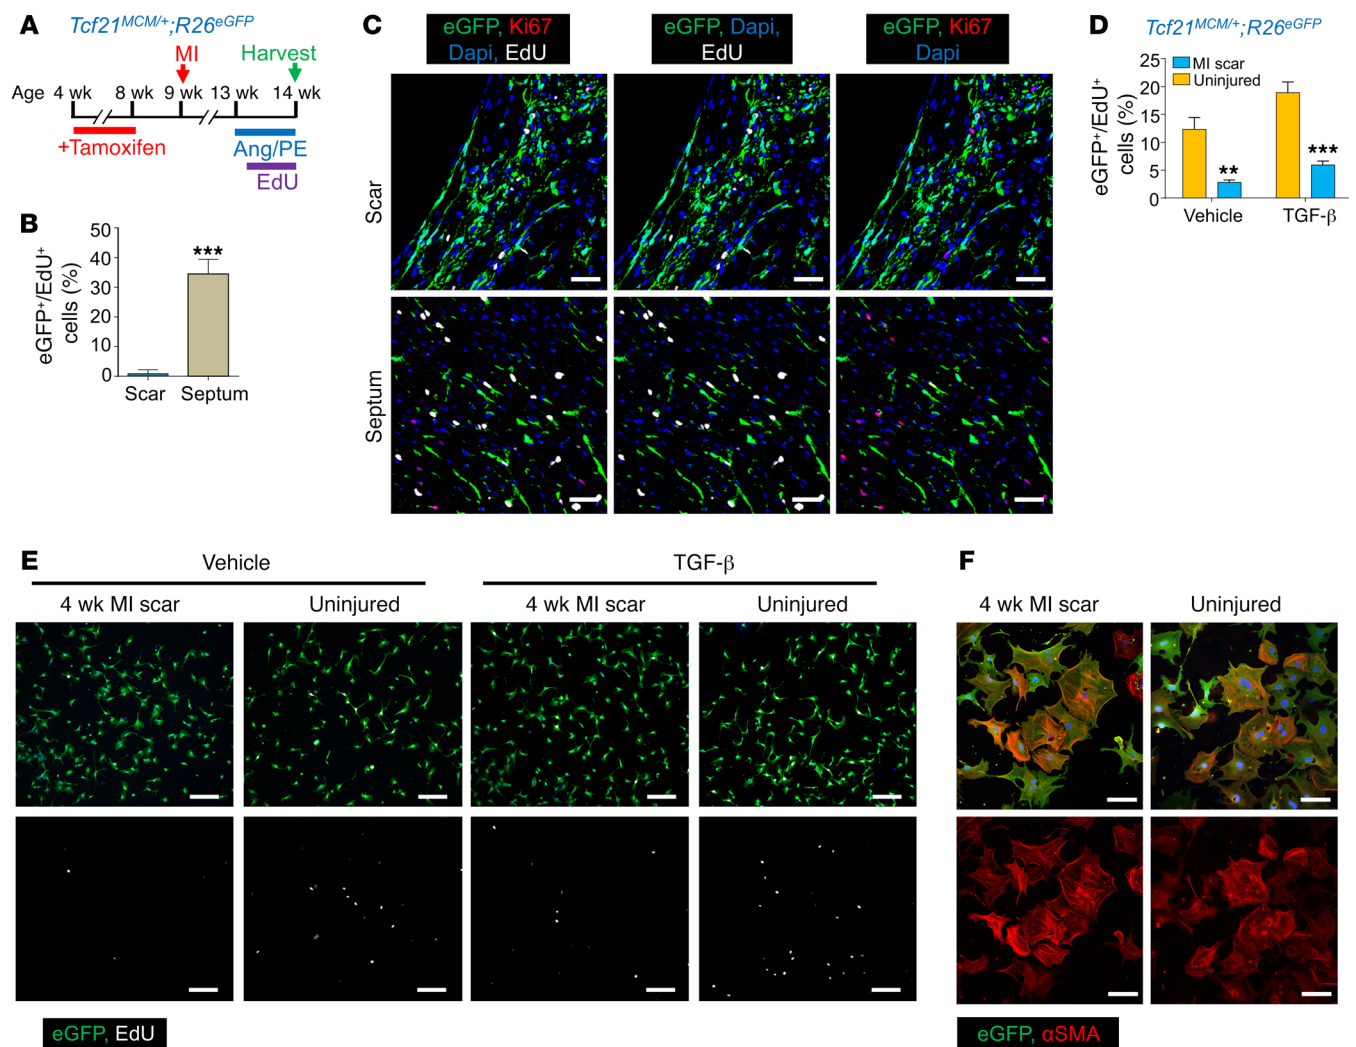 A
Tcf21MCM/+;R26eGFP
MI
Harvest
Age 4 wk 8 wk 9 wk 13 wk 14 wk
+Tamoxifen
Ang/PE
EdU
B
eGFP+/EdU+
cells (%)
50
40
30
20
10
0
***
Scar Septum
C
eGFP, Ki67
Dapi, EdU
eGFP, Dapi,
EdU
eGFP, Ki67
Dapi
Scar
Septum
D
Tcf21MCM/+;R26eGFP
MI scar
Uninjured
eGFP+/EdU+
cells (%)
25
20
15
10
5
0
**
***
Vehicle TGF-β
E
Vehicle TGF-β
4 wk MI scar Uninjured 4 wk MI scar Uninjured
eGFP, EdU
F
4 wk MI scar Uninjured
eGFP, αSMA